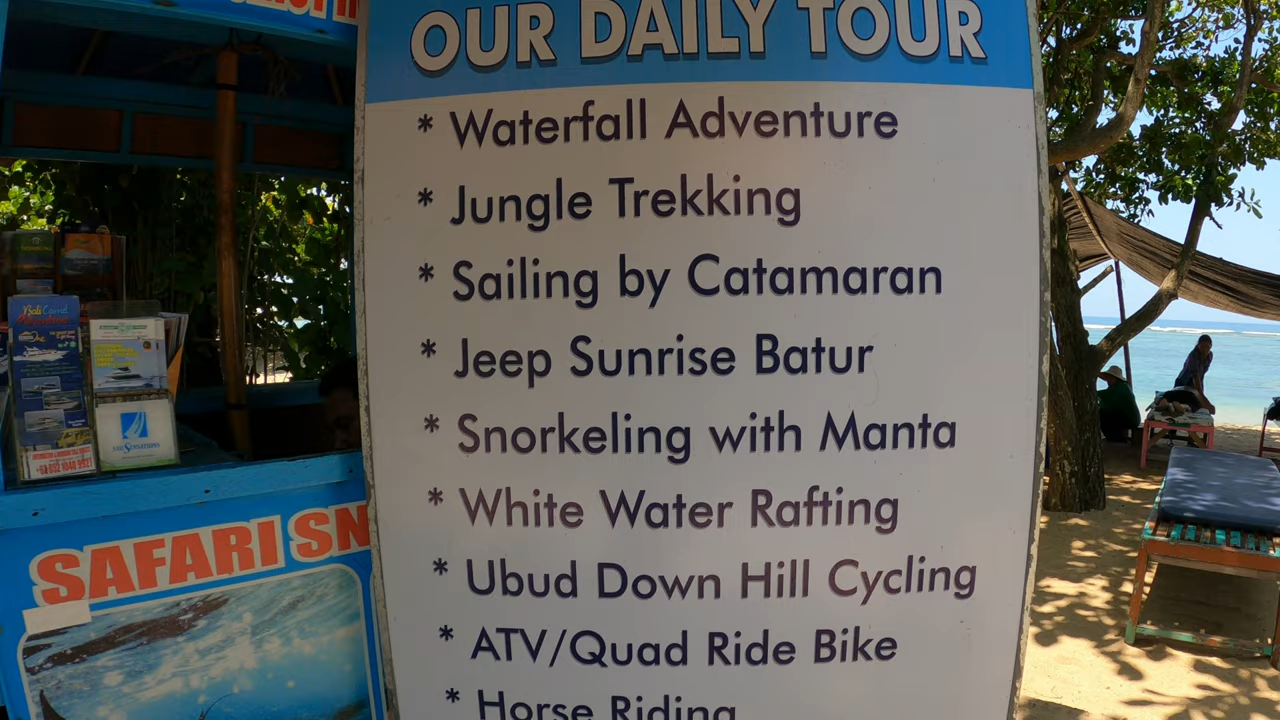 OUR DAILY TOUR
* Waterfall Adventure
* Jungle Trekking
* Sailing by Catamaran
* Jeep Sunrise Batur
* Snorkeling with Manta
* White Water Rafting
* Ubud Down Hill Cycling
* ATV/Quad Ride Bike
* Horse Riding
SAFARI SN